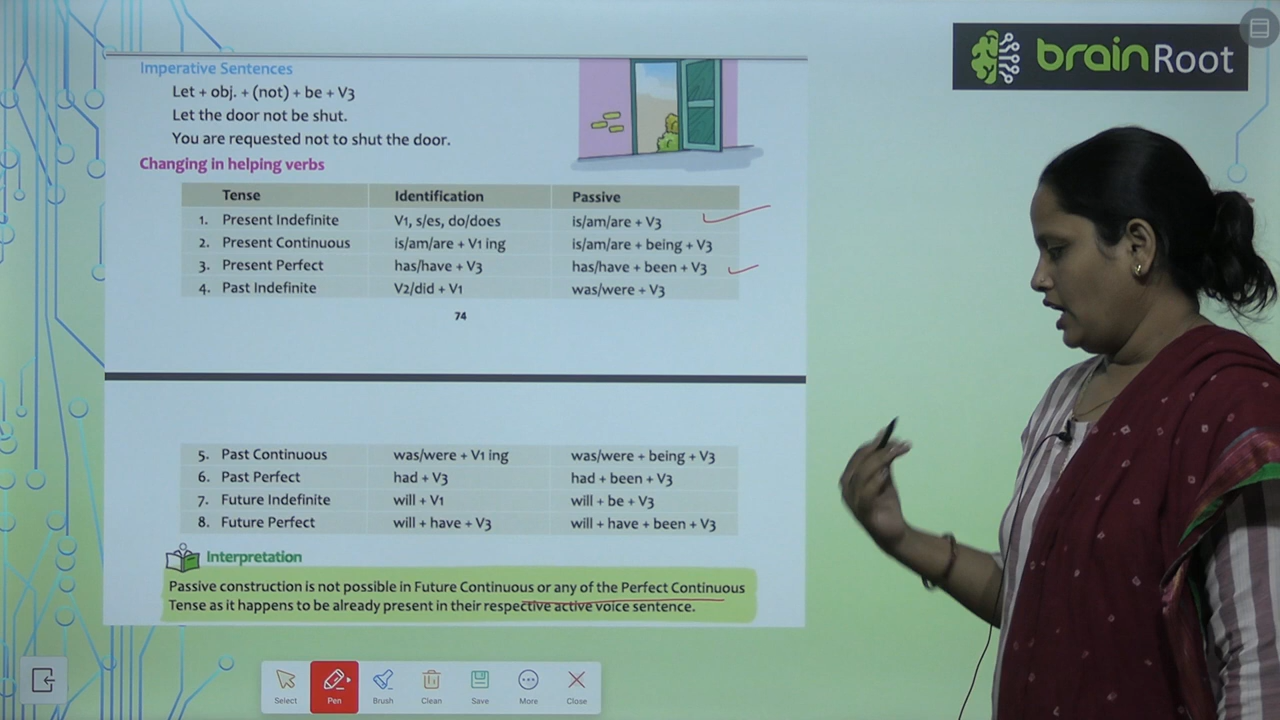 brainRoot
Imperative Sentences
Let + obj. + (not) + be + V3
Let the door not be shut.
You are requested not to shut the door.
Changing in helping verbs
Tense Identification Passive
1. Present Indefinite V1, s/es, do/does is/am/are + V3
2. Present Continuous is/am/are + V1 ing is/am/are + being + V3
3. Present Perfect has/have + V3 has/have + been + V3
4. Past Indefinite V2/did + V1 was/were + V3
74
5. Past Continuous was/were + V1 ing was/were + being + V3
6. Past Perfect had + V3 had + been + V3
7. Future Indefinite will + V1 will + be + V3
8. Future Perfect will + have + V3 will + have + been + V3
Interpretation
Passive construction is not possible in Future Continuous or any of the Perfect Continuous
Tense as it happens to be already present in their respective active voice sentence.
Select Pen Brush Clean Save More Close